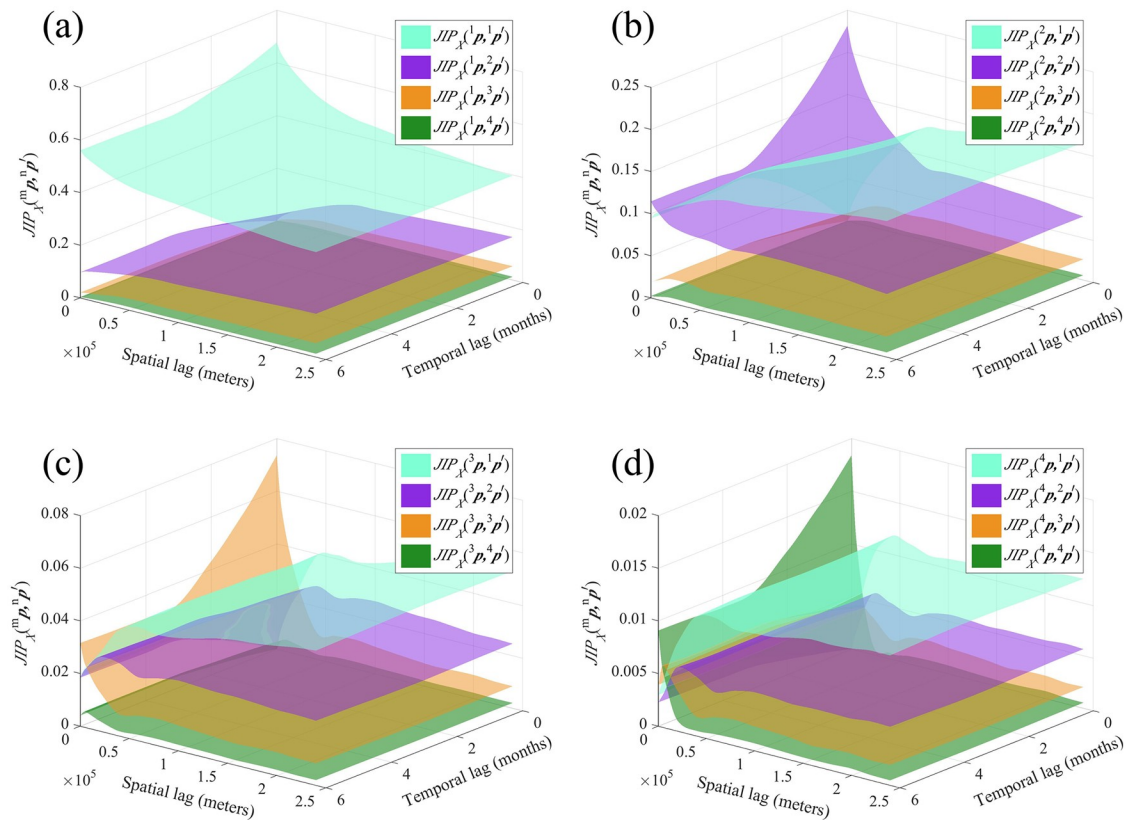 (a)
JIP_X(¹p,¹p′)
JIP_X(¹p,²p′)
JIP_X(¹p,³p′)
JIP_X(¹p,⁴p′)
0.8
0.6
0.4
0.2
0
JIP_X(ᵐp,ⁿp′)
0
0.5
1
1.5
2
2.5
×10⁵
Spatial lag (meters)
0
2
4
6
Temporal lag (months)
(b)
JIP_X(²p,¹p′)
JIP_X(²p,²p′)
JIP_X(²p,³p′)
JIP_X(²p,⁴p′)
0.25
0.2
0.15
0.1
0.05
0
JIP_X(ᵐp,ⁿp′)
0
0.5
1
1.5
2
2.5
×10⁵
Spatial lag (meters)
0
2
4
6
Temporal lag (months)
(c)
JIP_X(³p,¹p′)
JIP_X(³p,²p′)
JIP_X(³p,³p′)
JIP_X(³p,⁴p′)
0.08
0.06
0.04
0.02
0
JIP_X(ᵐp,ⁿp′)
0
0.5
1
1.5
2
2.5
×10⁵
Spatial lag (meters)
0
2
4
6
Temporal lag (months)
(d)
JIP_X(⁴p,¹p′)
JIP_X(⁴p,²p′)
JIP_X(⁴p,³p′)
JIP_X(⁴p,⁴p′)
0.02
0.015
0.01
0.005
0
JIP_X(ᵐp,ⁿp′)
0
0.5
1
1.5
2
2.5
×10⁵
Spatial lag (meters)
0
2
4
6
Temporal lag (months)